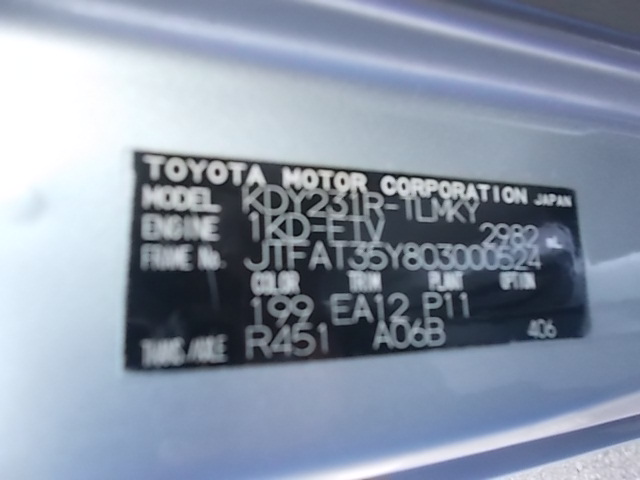 TOYOTA MOTOR CORPORATION JAPAN
MODEL KDY231R-TLMKY
ENGINE 1KD-FTV 2982 mL
FRAME No. JTFAT35Y803000524
COLOR TRIM PLANT OPTION
199 EA12 P11
TRANS/AXLE R451 A06B 406